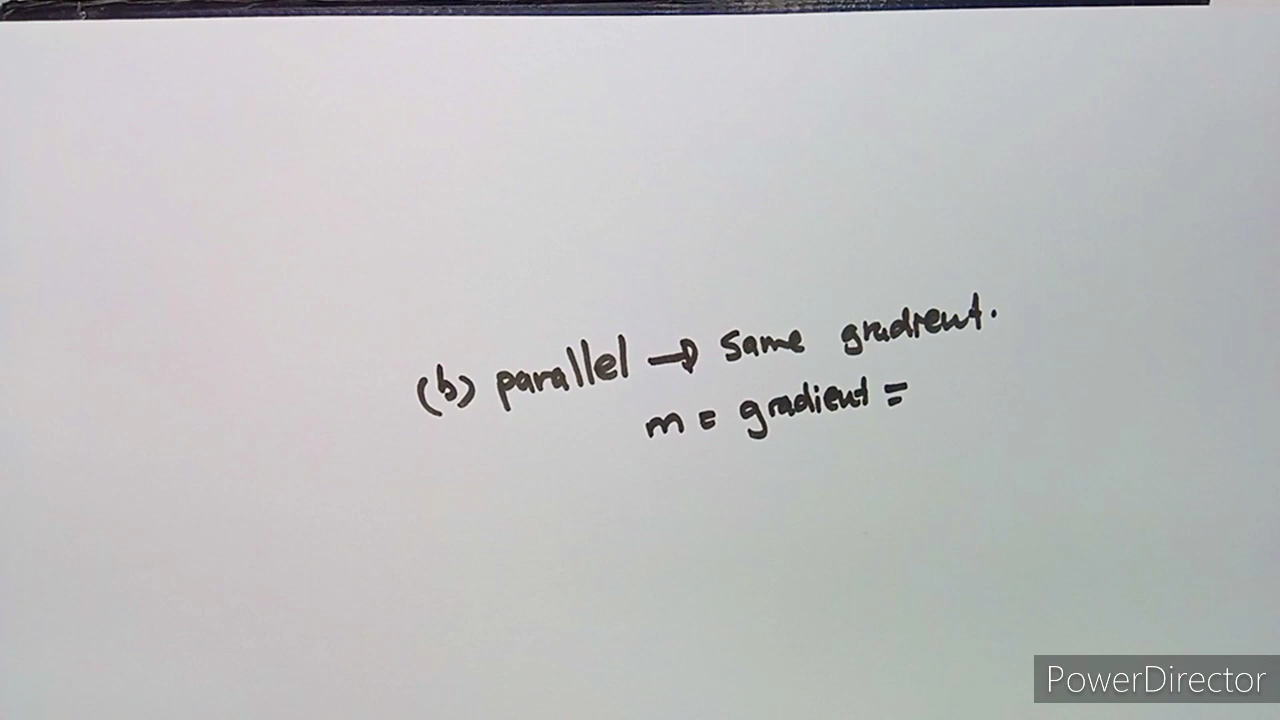 (b) parallel → same gradient.
m = gradient =
PowerDirector